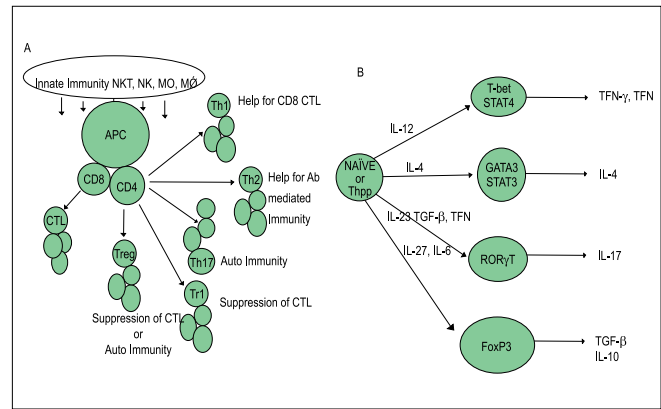 A
Innate Immunity NKT, NK, MO, MØ
APC
CD8
CD4
CTL
Treg
Suppression of CTL
or
Auto Immunity
Th1
Help for CD8 CTL
Th2
Help for Ab
mediated
Immunity
Th17
Auto Immunity
Tr1
Suppression of CTL
B
NAÏVE
or
Thpp
IL-12
T-bet
STAT4
TFN-γ, TFN
IL-4
GATA3
STAT3
IL-4
IL-23 TGF-β, TFN
RORγT
IL-17
IL-27, IL-6
FoxP3
TGF-β
IL-10